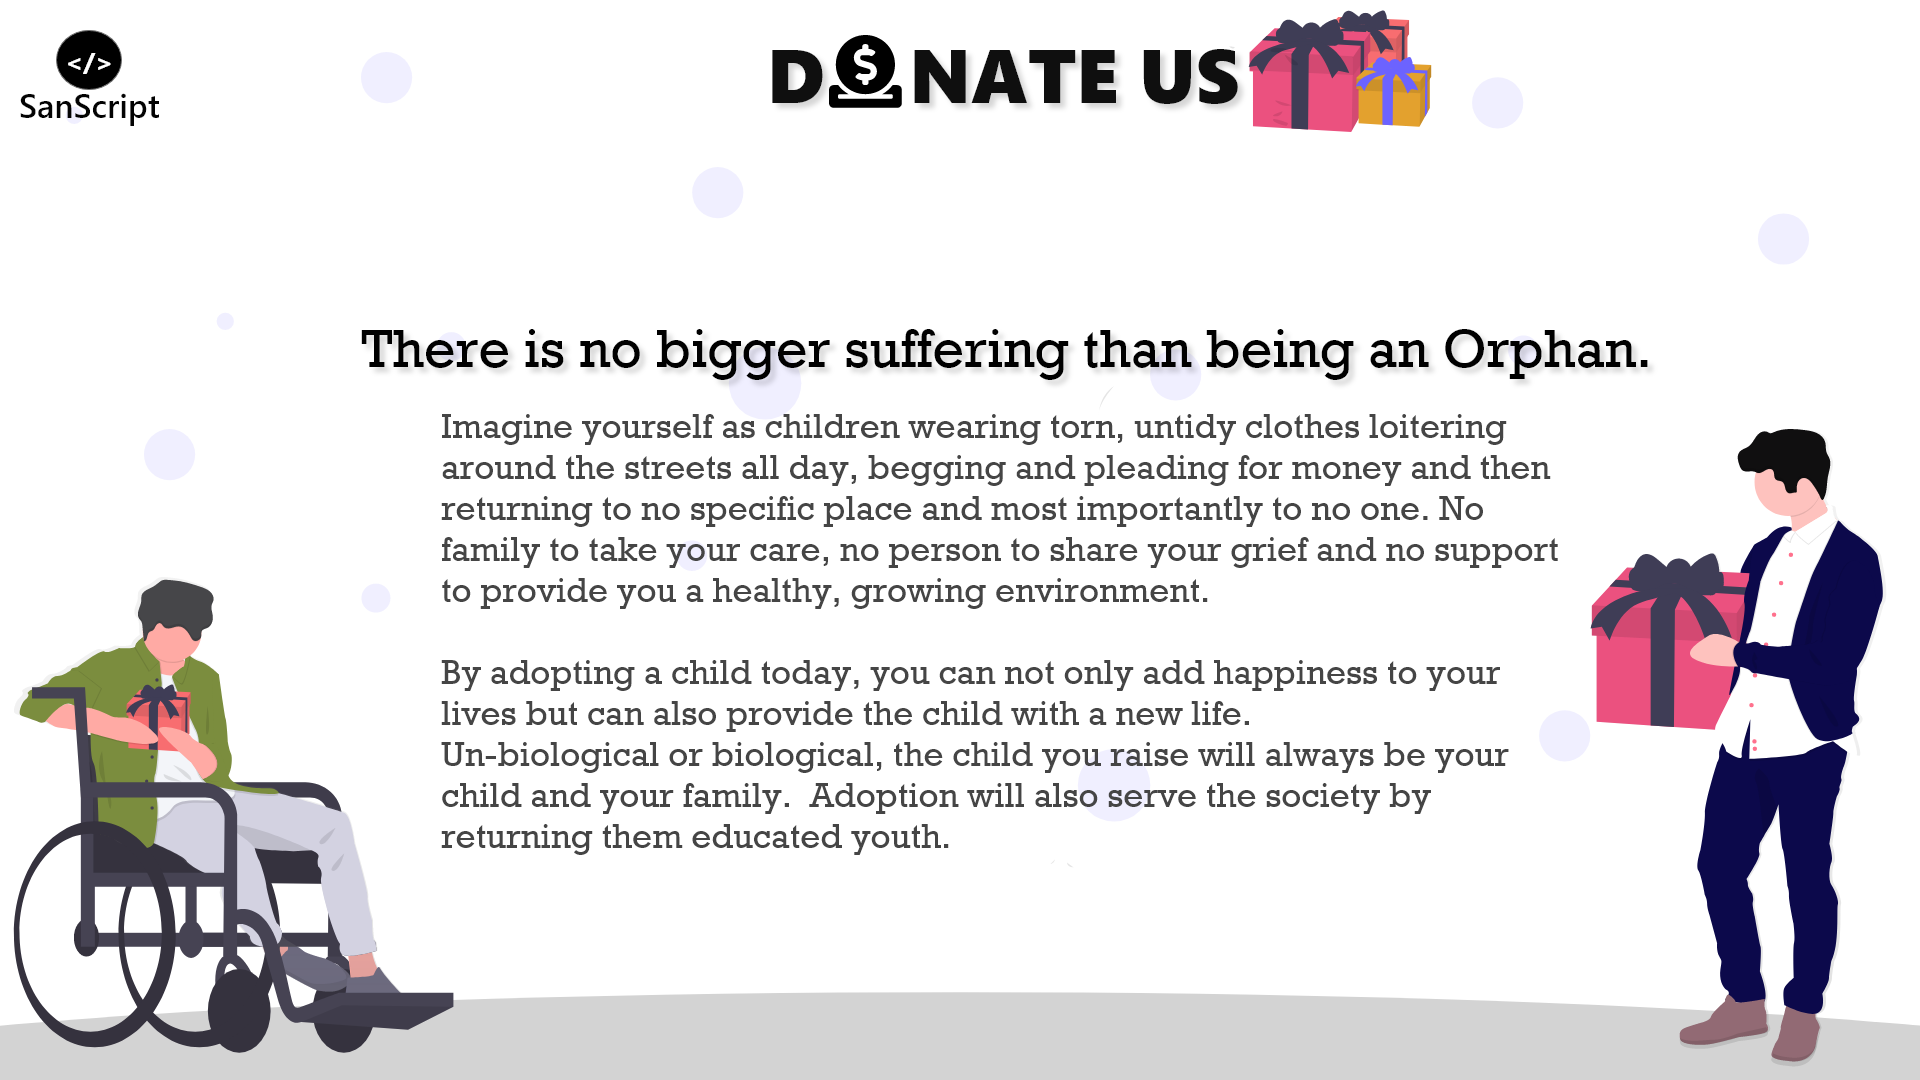 </>
SanScript
DONATE US
There is no bigger suffering than being an Orphan.
Imagine yourself as children wearing torn, untidy clothes loitering
around the streets all day, begging and pleading for money and then
returning to no specific place and most importantly to no one. No
family to take your care, no person to share your grief and no support
to provide you a healthy, growing environment.
By adopting a child today, you can not only add happiness to your
lives but can also provide the child with a new life.
Un-biological or biological, the child you raise will always be your
child and your family.  Adoption will also serve the society by
returning them educated youth.